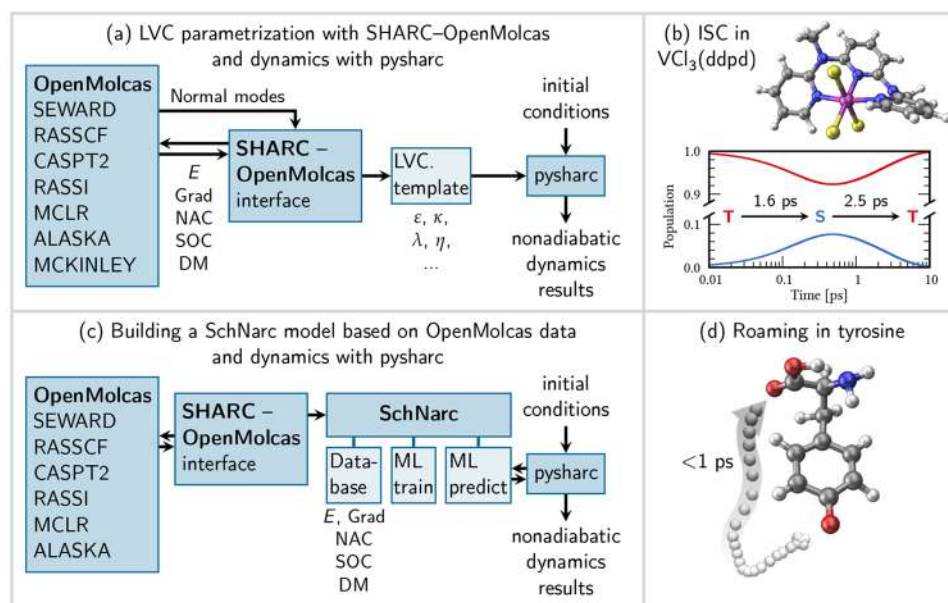 (a) LVC parametrization with SHARC–OpenMolcas
and dynamics with pysharc
OpenMolcas
SEWARD
RASSCF
CASPT2
RASSI
MCLR
ALASKA
MCKINLEY
Normal modes
E
Grad
NAC
SOC
DM
SHARC –
OpenMolcas
interface
LVC.
template
ε, κ,
λ, η,
...
initial
conditions
pysharc
nonadiabatic
dynamics
results
(b) ISC in
VCl3(ddpd)
Population
1.0
0.9
0.1
0.0
T
1.6 ps
S
2.5 ps
T
0.01
0.1
1
10
Time [ps]
(c) Building a SchNarc model based on OpenMolcas data
and dynamics with pysharc
OpenMolcas
SEWARD
RASSCF
CASPT2
RASSI
MCLR
ALASKA
SHARC –
OpenMolcas
interface
SchNarc
Data-
base
ML
train
ML
predict
E, Grad
NAC
SOC
DM
initial
conditions
pysharc
nonadiabatic
dynamics
results
(d) Roaming in tyrosine
<1 ps